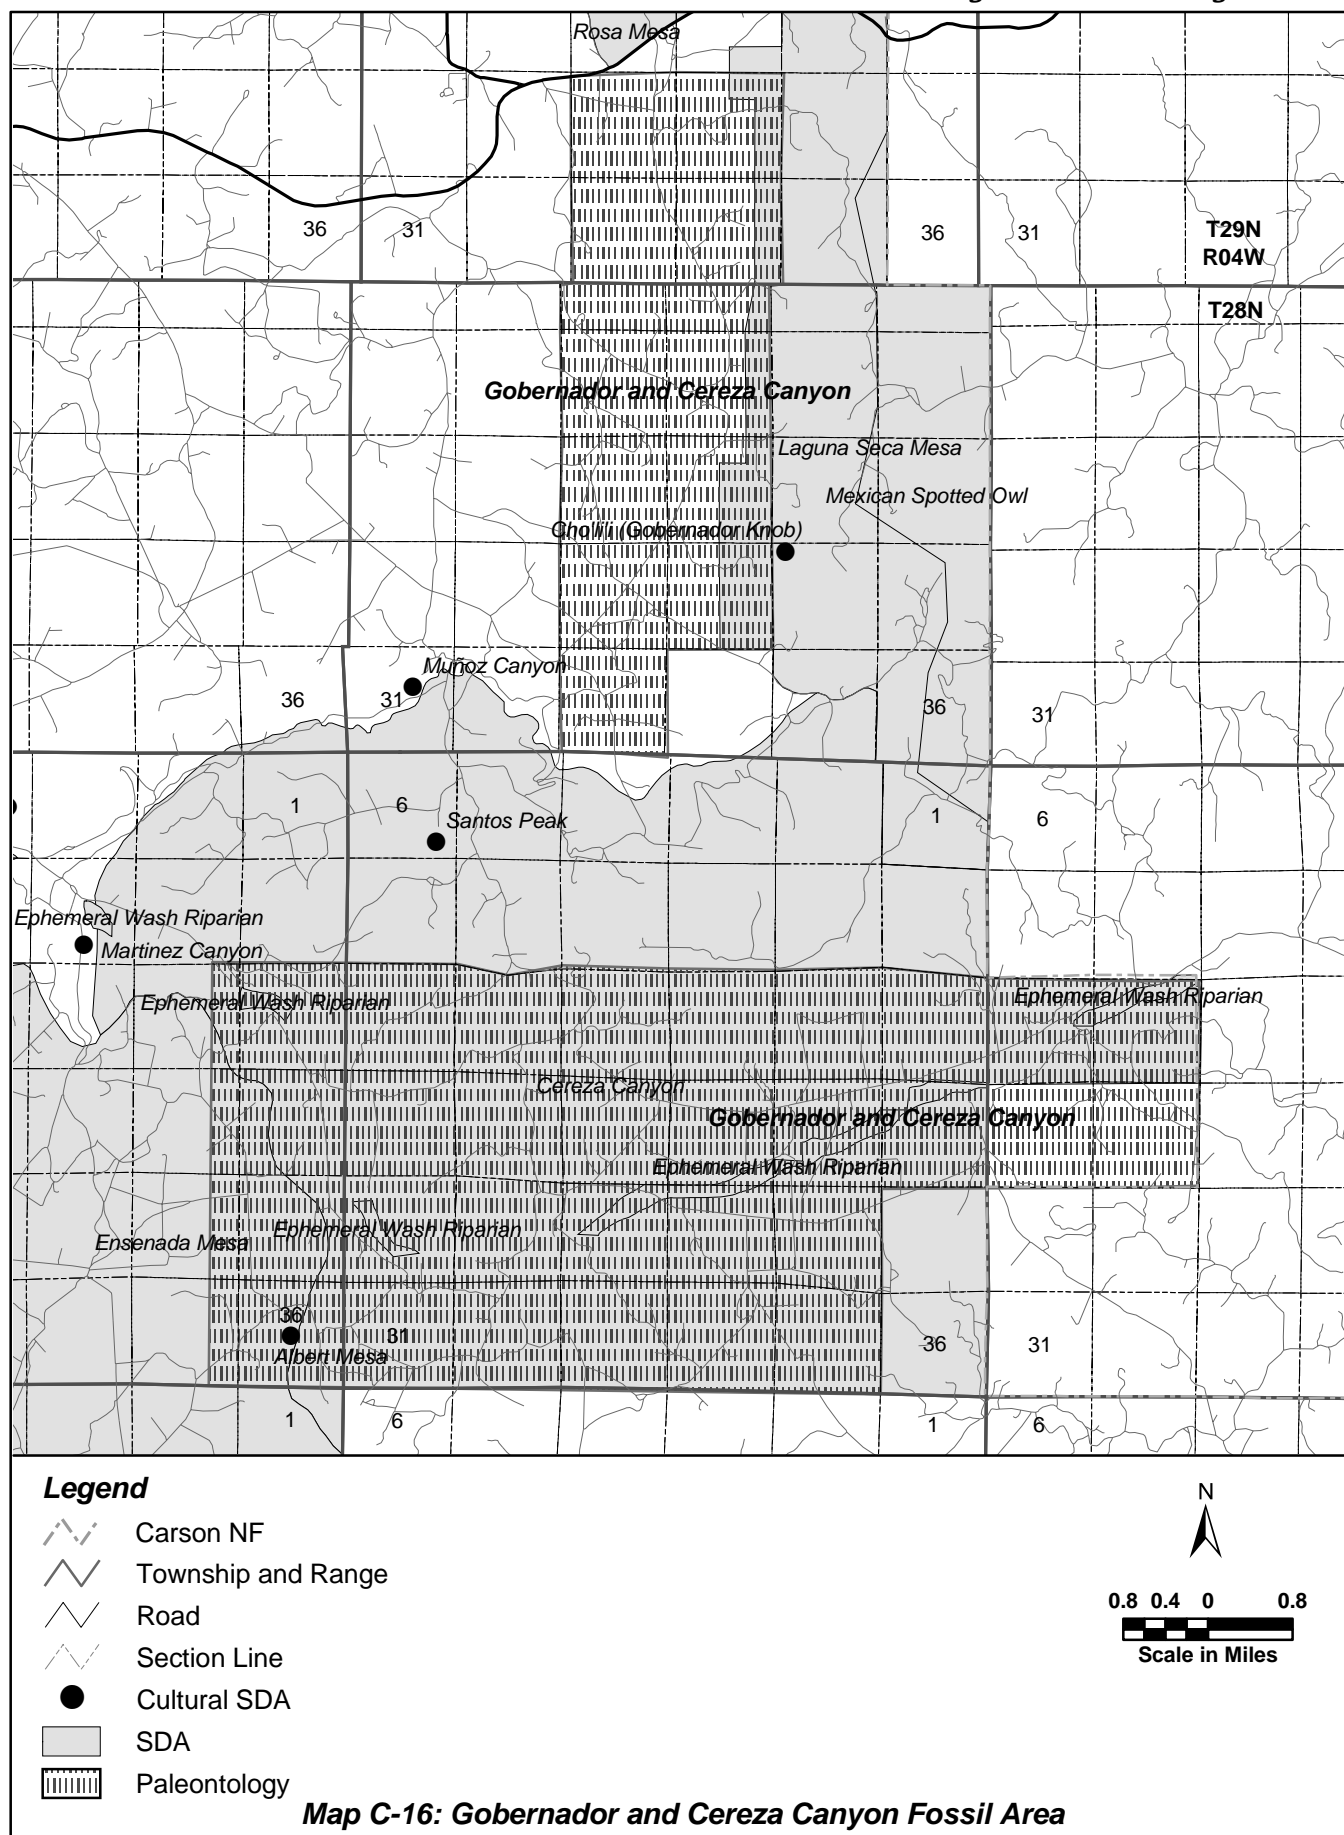 Rosa Mesa
36 31 36 31 T29N
R04W
T28N
Gobernador and Cereza Canyon
Laguna Seca Mesa
Mexican Spotted Owl
Cholili (Gobernador Knob)
Muñoz Canyon
36 31 36 31
1 6 1 6
Santos Peak
Ephemeral Wash Riparian
Martinez Canyon
Ephemeral Wash Riparian Ephemeral Wash Riparian
Cereza Canyon
Gobernador and Cereza Canyon
Ephemeral Wash Riparian
Ephemeral Wash Riparian
Ensenada Mesa
36 31 36 31
Albert Mesa
1 6 1 6
Legend
Carson NF
Township and Range
Road
Section Line
Cultural SDA
SDA
Paleontology
N
0.8 0.4 0 0.8
Scale in Miles
Map C-16: Gobernador and Cereza Canyon Fossil Area